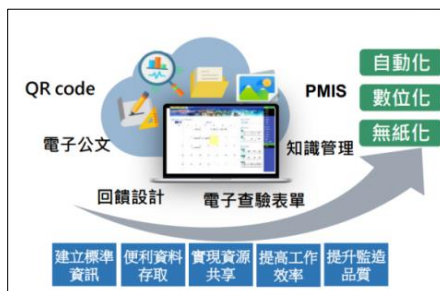 QR code
電子公文
回饋設計
電子查驗表單
知識管理
PMIS
自動化
數位化
無紙化
建立標準
資訊
便利資料
存取
實現資源
共享
提高工作
效率
提升監造
品質